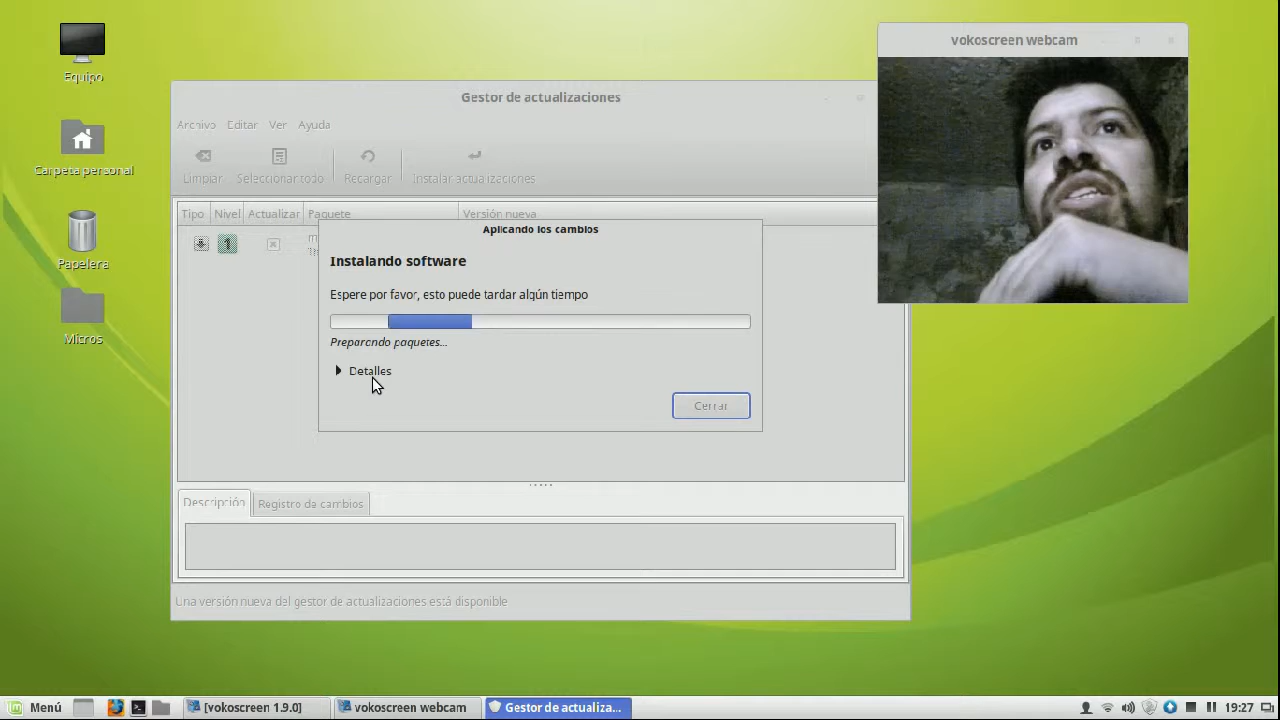 Equipo
Carpeta personal
Papelera
Micros
vokoscreen webcam
Gestor de actualizaciones
Archivo Editar Ver Ayuda
Limpiar Seleccionar todo Recargar Instalar actualizaciones
Tipo Nivel Actualizar Paquete Versión nueva
1
Aplicando los cambios
Instalando software
Espere por favor, esto puede tardar algún tiempo
Preparando paquetes...
Detalles
Cerrar
Descripción Registro de cambios
Una versión nueva del gestor de actualizaciones está disponible
Menú [vokoscreen 1.9.0] vokoscreen webcam Gestor de actualiza... 19:27